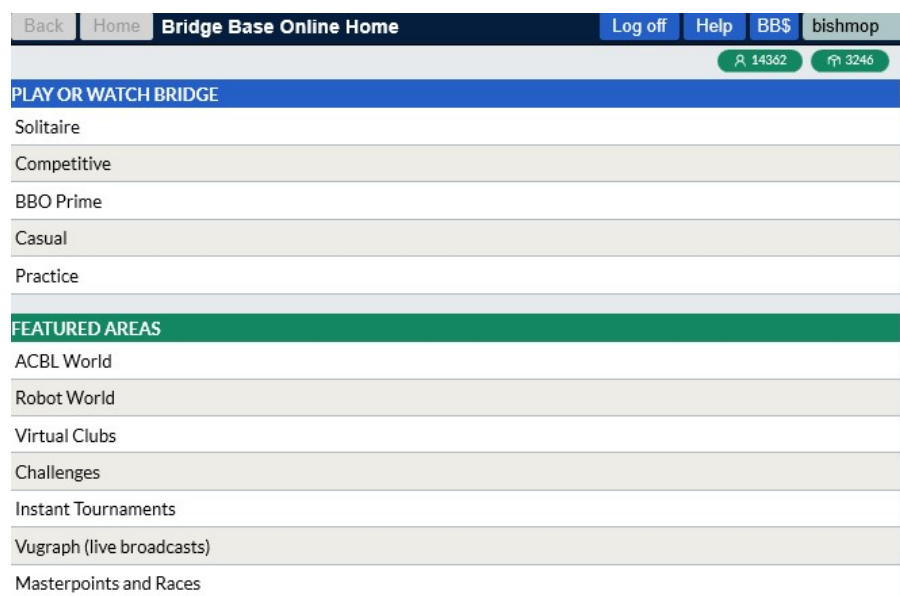 Back Home Bridge Base Online Home Log off Help BB$ bishmop
14362 3246
PLAY OR WATCH BRIDGE
Solitaire
Competitive
BBO Prime
Casual
Practice
FEATURED AREAS
ACBL World
Robot World
Virtual Clubs
Challenges
Instant Tournaments
Vugraph (live broadcasts)
Masterpoints and Races